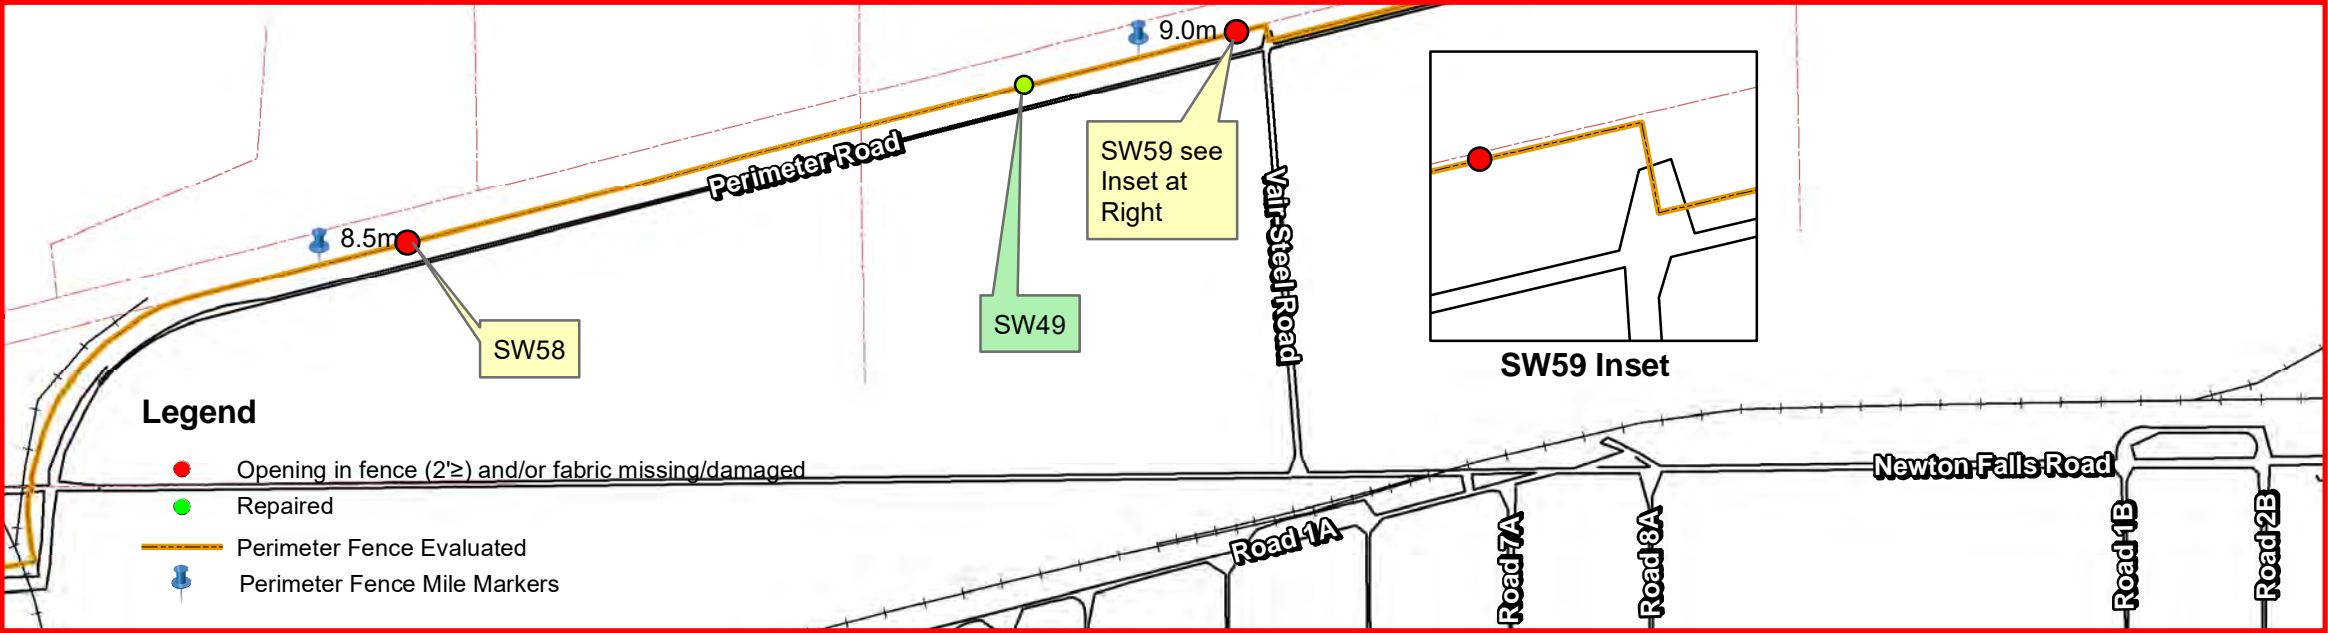 9.0m
SW59 see
Inset at
Right
Perimeter Road
8.5m
SW58
SW49
Vair-Steel Road
SW59 Inset
Legend
Opening in fence (2'≥) and/or fabric missing/damaged
Repaired
Perimeter Fence Evaluated
Perimeter Fence Mile Markers
Newton Falls Road
Road 1A
Road 7A
Road 8A
Road 1B
Road 2B